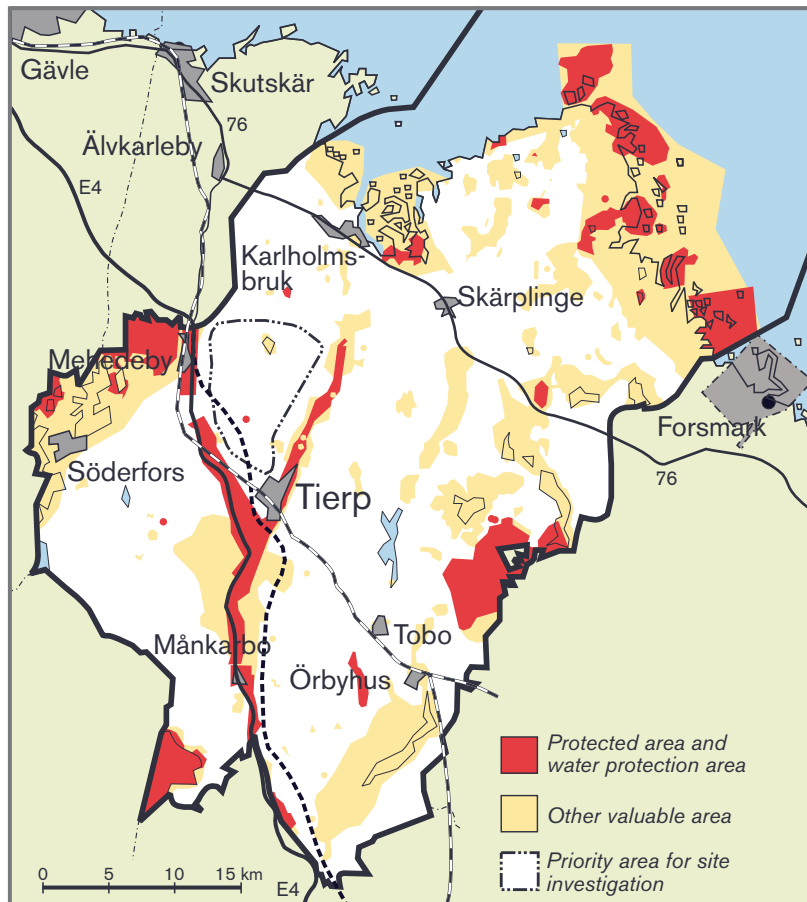 Gävle
Skutskär
76
Älvkarleby
E4
Karlholms-
bruk
Skärplinge
Mehedeby
Forsmark
Söderfors
76
Tierp
Månkarbo
Tobo
Örbyhus
Protected area and
water protection area
Other valuable area
Priority area for site
investigation
0 5 10 15 km
E4